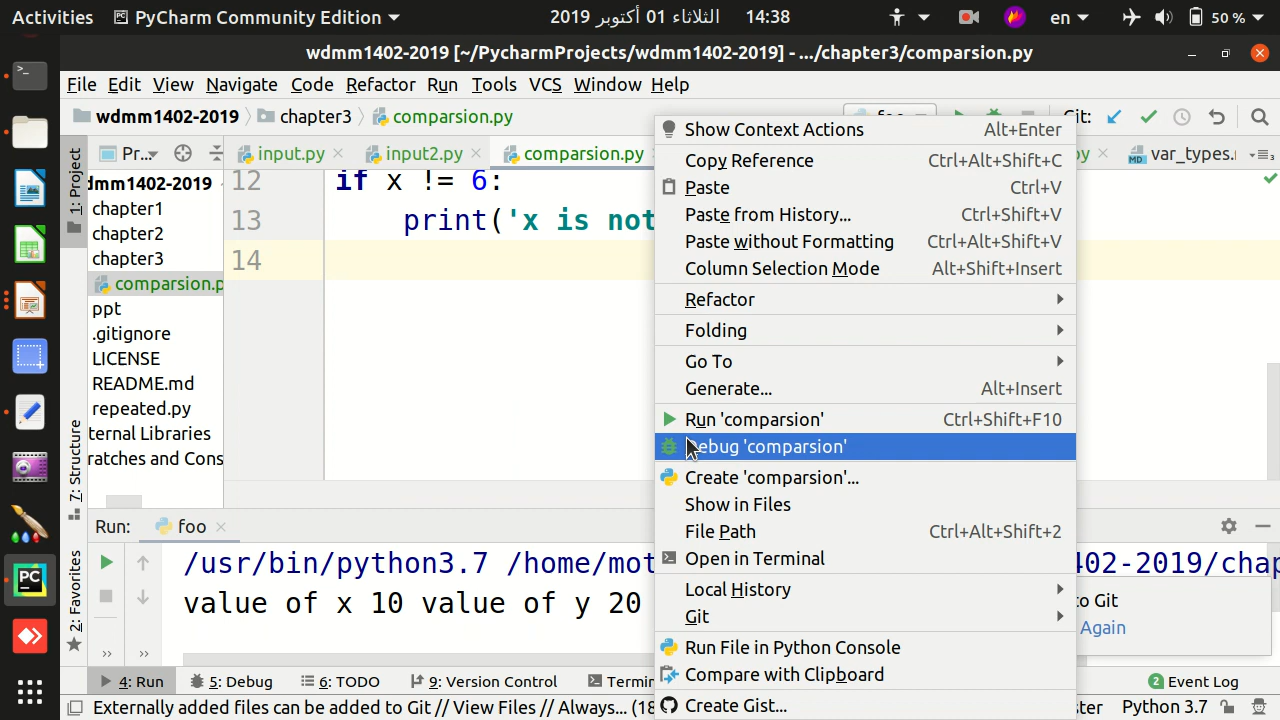 Activities PyCharm Community Edition الثلاثاء 01 أكتوبر 2019 14:38 en 50 %
wdmm1402-2019 [~/PycharmProjects/wdmm1402-2019] - .../chapter3/comparsion.py
File Edit View Navigate Code Refactor Run Tools VCS Window Help
wdmm1402-2019 chapter3 comparsion.py Git:
1: Project
Pr... input.py input2.py comparsion.py var_types.
dmm1402-2019
chapter1
chapter2
chapter3
comparsion.p
ppt
.gitignore
LICENSE
README.md
repeated.py
ternal Libraries
ratches and Cons
12 if x != 6:
13 print('x is not
14
Show Context Actions Alt+Enter
Copy Reference Ctrl+Alt+Shift+C
Paste Ctrl+V
Paste from History... Ctrl+Shift+V
Paste without Formatting Ctrl+Alt+Shift+V
Column Selection Mode Alt+Shift+Insert
Refactor
Folding
Go To
Generate... Alt+Insert
Run 'comparsion' Ctrl+Shift+F10
Debug 'comparsion'
Create 'comparsion'...
Show in Files
File Path Ctrl+Alt+Shift+2
Open in Terminal
Local History
Git
Run File in Python Console
Compare with Clipboard
Create Gist...
7: Structure
2: Favorites
Run: foo
/usr/bin/python3.7 /home/mot 402-2019/chap
value of x 10 value of y 20
to Git
Again
4: Run 5: Debug 6: TODO 9: Version Control Termin 2 Event Log
Externally added files can be added to Git // View Files // Always... (18 ter Python 3.7